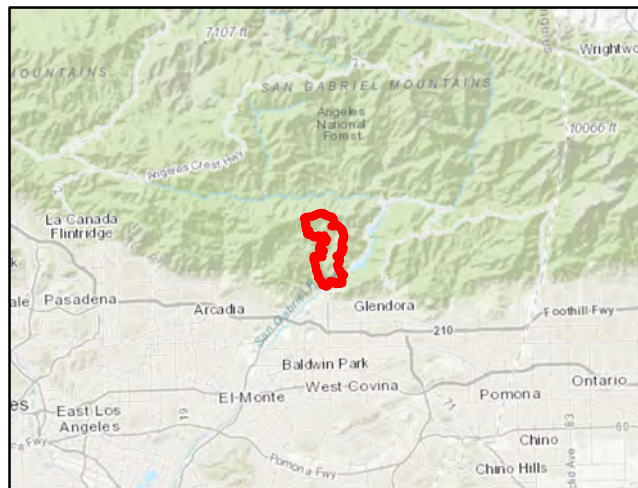 7107 ft
2
Wrightwo
MOUNTAINS
SAN GABRIEL MOUNTAINS
Angeles
National
Forest
10066 ft
Angeles Crest Hwy
2
La Canada
Flintridge
Pasadena
Arcadia
San Gabriel
Glendora
Foothill Fwy
210
Baldwin Park
El Monte
West Covina
Pomona
Ontario
East Los
Angeles
19
71
83
60
Chino
Pomona Fwy
Chino Hills